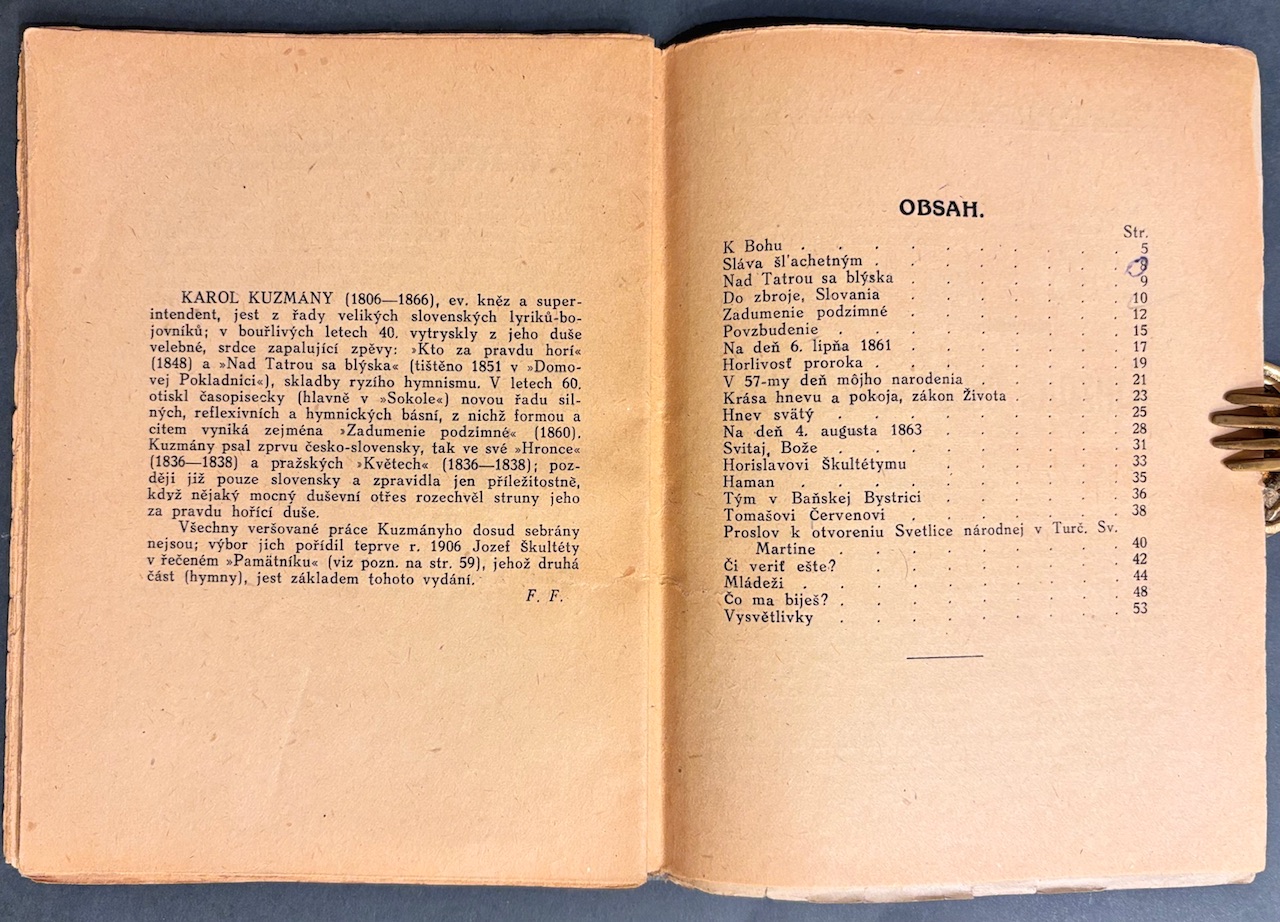 KAROL KUZMÁNY (1806—1866), ev. kněz a super-
intendent, jest z řady velikých slovenských lyriků-bo-
jovníků; v bouřlivých letech 40. vytryskly z jeho duše
velebné, srdce zapalující zpěvy: »Kto za pravdu horí«
(1848) a »Nad Tatrou sa blýska« (tištěno 1851 v »Domo-
vej Pokladnici«), skladby ryzího hymnismu. V letech 60.
otiskl časopisecky (hlavně v »Sokole«) novou řadu sil-
ných, reflexivních a hymnických básní, z nichž formou a
citem vyniká zejména »Zadumenie podzimné« (1860).
Kuzmány psal zprvu česko-slovensky, tak ve své »Hronce«
(1836—1838) a pražských »Květech« (1836—1838); poz-
ději již pouze slovensky a zpravidla jen příležitostně,
když nějaký mocný duševní otřes rozechvěl struny jeho
za pravdu hořící duše.
Všechny veršované práce Kuzmányho dosud sebrány
nejsou; výbor jich pořídil teprve r. 1906 Jozef Škultéty
v řečeném »Pamätníku« (viz pozn. na str. 59), jehož druhá
část (hymny), jest základem tohoto vydání.
F. F.
OBSAH.
Str.
K Bohu . . . . . . . . . . 5
Sláva šľachetným . . . . . . . . 8
Nad Tatrou sa blýska . . . . . . . 9
Do zbroje, Slovania . . . . . . . 10
Zadumenie podzimné . . . . . . . 12
Povzbudenie . . . . . . . . . 15
Na deň 6. lipňa 1861 . . . . . . . 17
Horlivosť proroka . . . . . . . . 19
V 57-my deň môjho narodenia . . . . . 21
Krása hnevu a pokoja, zákon Života . . . . 23
Hnev svätý . . . . . . . . . 25
Na deň 4. augusta 1863 . . . . . . 28
Svitaj, Bože . . . . . . . . . 31
Horislavovi Škultétymu . . . . . . 33
Haman . . . . . . . . . . 35
Tým v Baňskej Bystrici . . . . . . 36
Tomašovi Červenovi . . . . . . . 38
Proslov k otvoreniu Svetlice národnej v Turč. Sv.
Martine . . . . . . . . . 40
Či veriť ešte? . . . . . . . . 42
Mládeži . . . . . . . . . . 44
Čo ma biješ? . . . . . . . . . 48
Vysvětlivky . . . . . . . . . 53